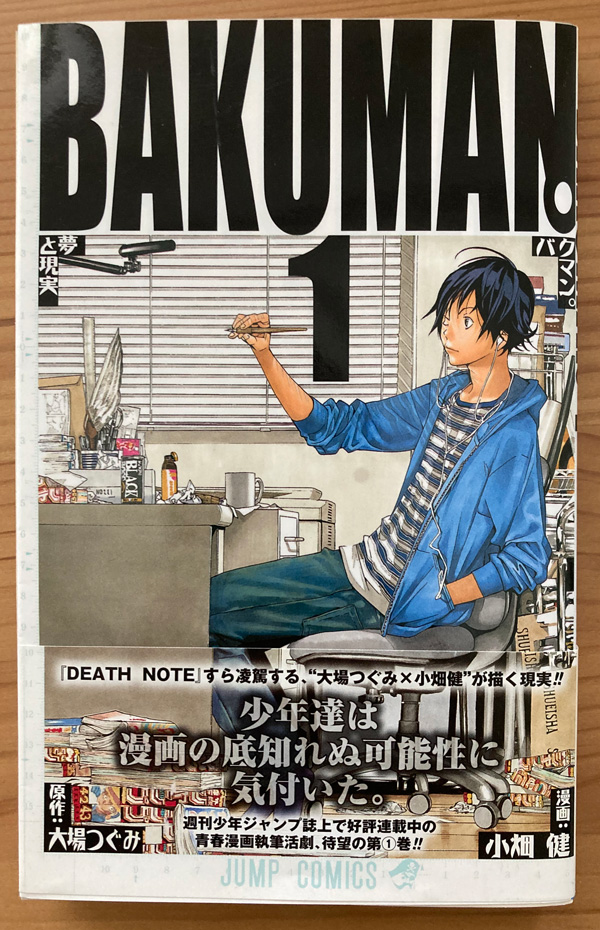 BAKUMAN。
1
バクマン。
夢
と現実
BLACK
SHUEISHA
『DEATH NOTE』すら凌駕する、“大場つぐみ×小畑健”が描く現実!!
少年達は
漫画の底知れぬ可能性に
気付いた。
週刊少年ジャンプ誌上で好評連載中の
青春漫画執筆活劇、待望の第①巻!!
原作:
大場つぐみ
漫画:
小畑 健
JUMP COMICS